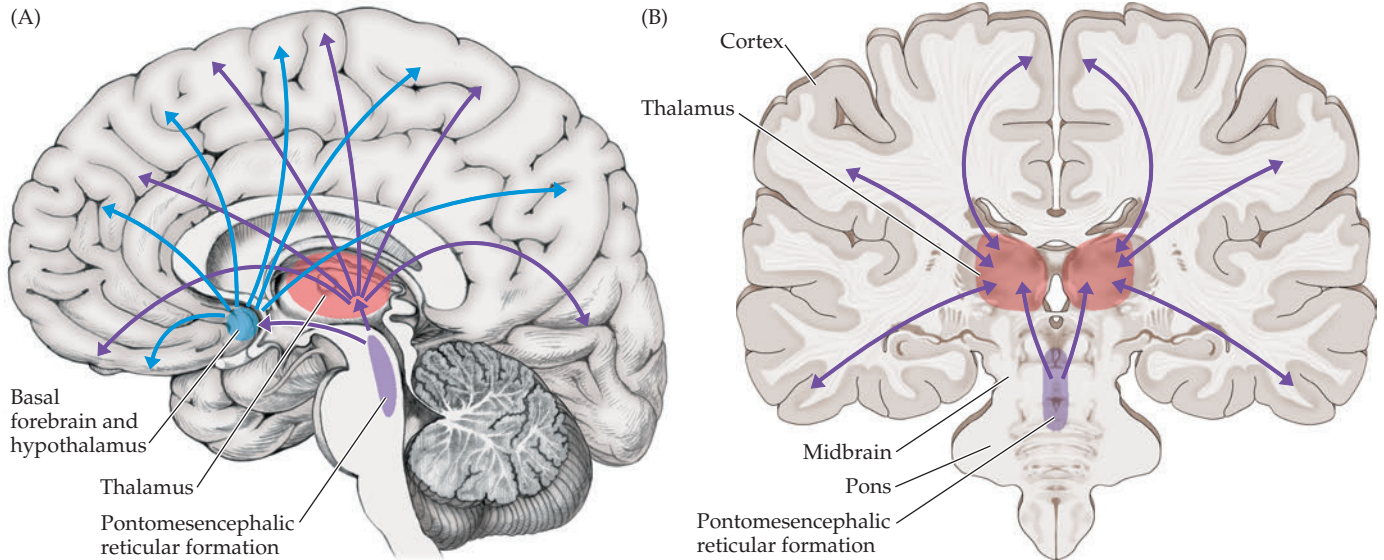 (A)
Basal
forebrain and
hypothalamus
Thalamus
Pontomesencephalic
reticular formation
(B)
Cortex
Thalamus
Midbrain
Pons
Pontomesencephalic
reticular formation